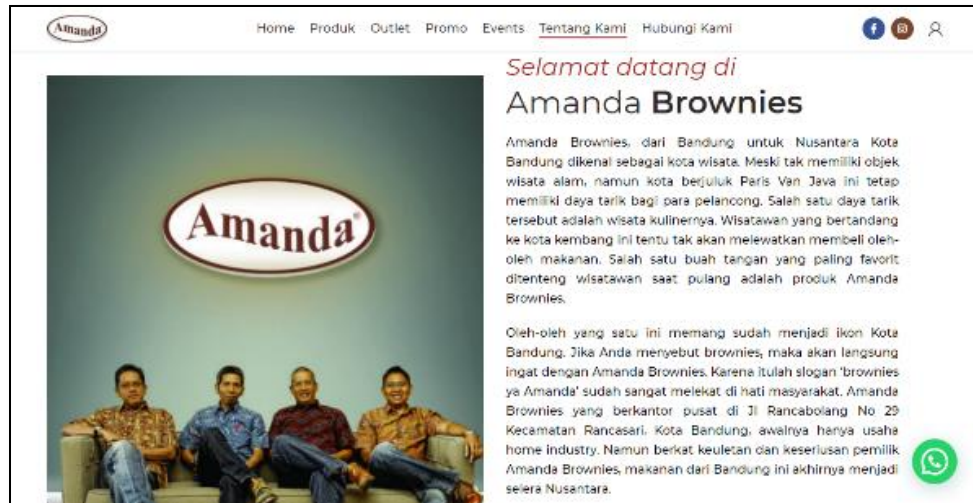 Amanda
Home Produk Outlet Promo Events Tentang Kami Hubungi Kami
Selamat datang di
Amanda Brownies
Amanda®
Amanda Brownies, dari Bandung untuk Nusantara Kota
Bandung dikenal sebagai kota wisata. Meski tak memiliki objek
wisata alam, namun kota berjuluk Paris Van Java ini tetap
memiliki daya tarik bagi para pelancong. Salah satu daya tarik
tersebut adalah wisata kulinernya. Wisatawan yang bertandang
ke kota kembang ini tentu tak akan melewatkan membeli oleh-
oleh makanan. Salah satu buah tangan yang paling favorit
ditenteng wisatawan saat pulang adalah produk Amanda
Brownies.
Oleh-oleh yang satu ini memang sudah menjadi ikon Kota
Bandung. Jika Anda menyebut brownies, maka akan langsung
ingat dengan Amanda Brownies. Karena itulah slogan 'brownies
ya Amanda' sudah sangat melekat di hati masyarakat. Amanda
Brownies yang berkantor pusat di Jl Rancabolang No 29
Kecamatan Rancasari, Kota Bandung, awalnya hanya usaha
home industry. Namun berkat keuletan dan keseriusan pemilik
Amanda Brownies, makanan dari Bandung ini akhirnya menjadi
selera Nusantara.